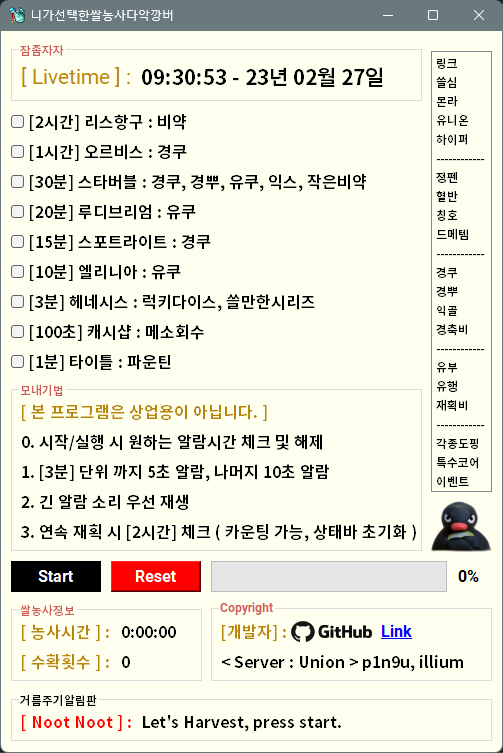 니가선택한쌀농사다악깡버
잠좀자자
[ Livetime ] : 09:30:53 - 23년 02월 27일
[2시간] 리스항구 : 비약
[1시간] 오르비스 : 경쿠
[30분] 스타버블 : 경쿠, 경뿌, 유쿠, 익스, 작은비약
[20분] 루디브리엄 : 유쿠
[15분] 스포트라이트 : 경쿠
[10분] 엘리니아 : 유쿠
[3분] 헤네시스 : 럭키다이스, 쓸만한시리즈
[100초] 캐시샵 : 메소회수
[1분] 타이틀 : 파운틴
링크
쓸심
몬라
유니온
하이퍼
------------
정펜
혈반
칭호
드메템
------------
경쿠
경뿌
익골
경축비
------------
유부
유행
재획비
------------
각종도핑
특수코어
이벤트
모내기법
[ 본 프로그램은 상업용이 아닙니다. ]
0. 시작/실행 시 원하는 알람시간 체크 및 해제
1. [3분] 단위 까지 5초 알람, 나머지 10초 알람
2. 긴 알람 소리 우선 재생
3. 연속 재획 시 [2시간] 체크 ( 카운팅 가능, 상태바 초기화 )
Start Reset 0%
쌀농사정보
[ 농사시간 ] : 0:00:00
[ 수확횟수 ] : 0
Copyright
[개발자] : GitHub Link
< Server : Union > p1n9u, illium
거름주기알림판
[ Noot Noot ] : Let's Harvest, press start.